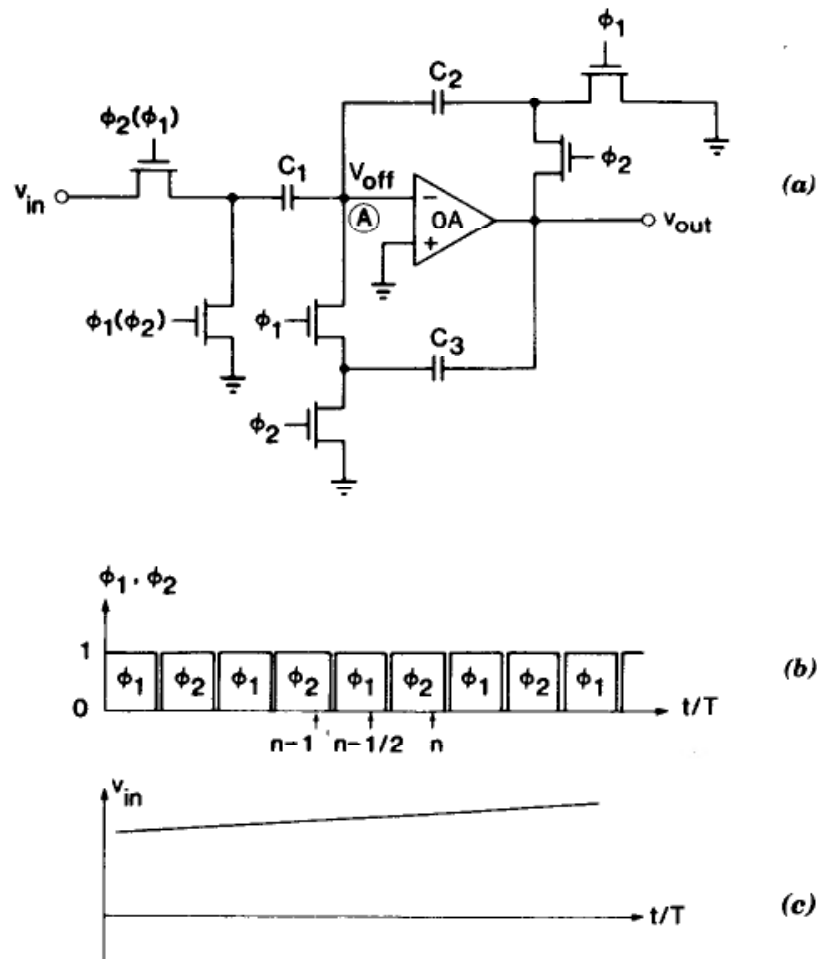 ϕ1
(a)
C2
ϕ2(ϕ1)
ϕ2
C1
Voff
vin
A
−
OA
+
vout
ϕ1(ϕ2)
ϕ1
C3
ϕ2
ϕ1, ϕ2
1
ϕ1 ϕ2 ϕ1 ϕ2 ϕ1 ϕ2 ϕ1 ϕ2 ϕ1
(b)
0
t/T
n-1 n-1/2 n
vin
t/T
(c)